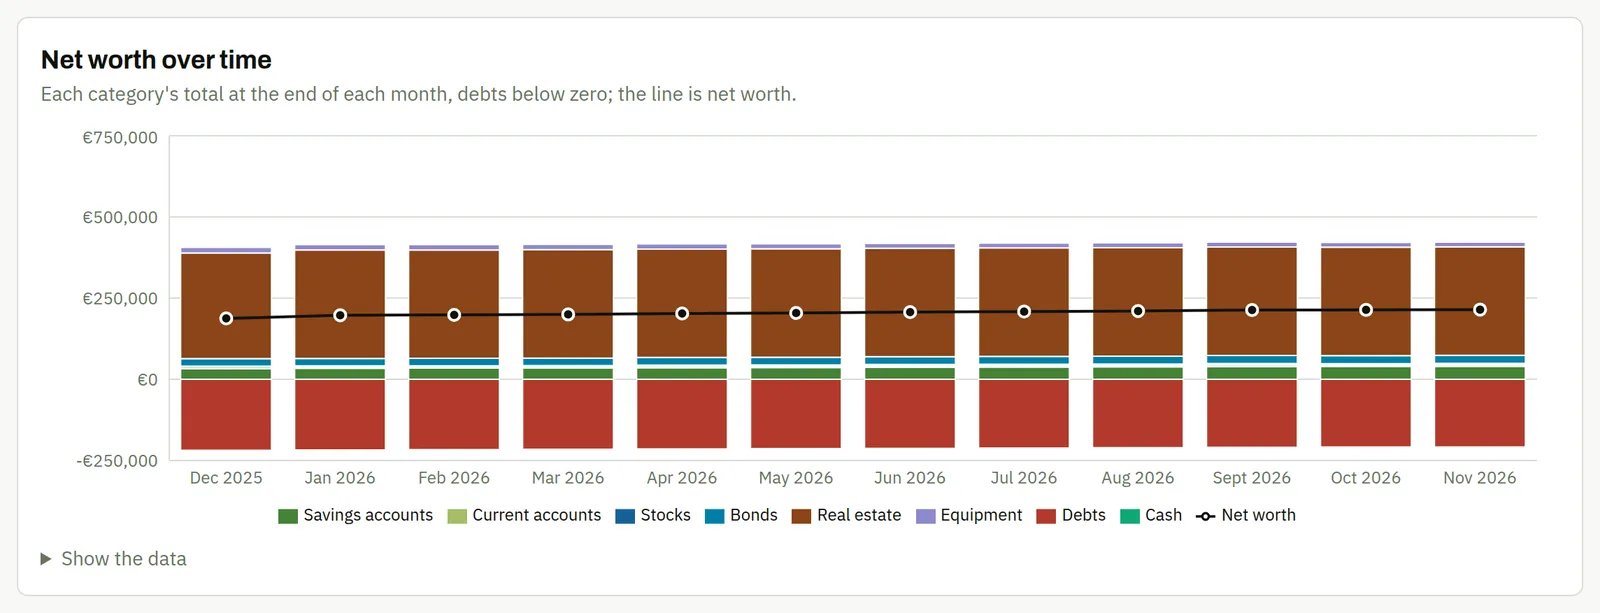 Net worth over time
Each category's total at the end of each month, debts below zero; the line is net worth.
€750,000
€500,000
€250,000
€0
-€250,000
Dec 2025 Jan 2026 Feb 2026 Mar 2026 Apr 2026 May 2026 Jun 2026 Jul 2026 Aug 2026 Sept 2026 Oct 2026 Nov 2026
Savings accounts Current accounts Stocks Bonds Real estate Equipment Debts Cash Net worth
Show the data